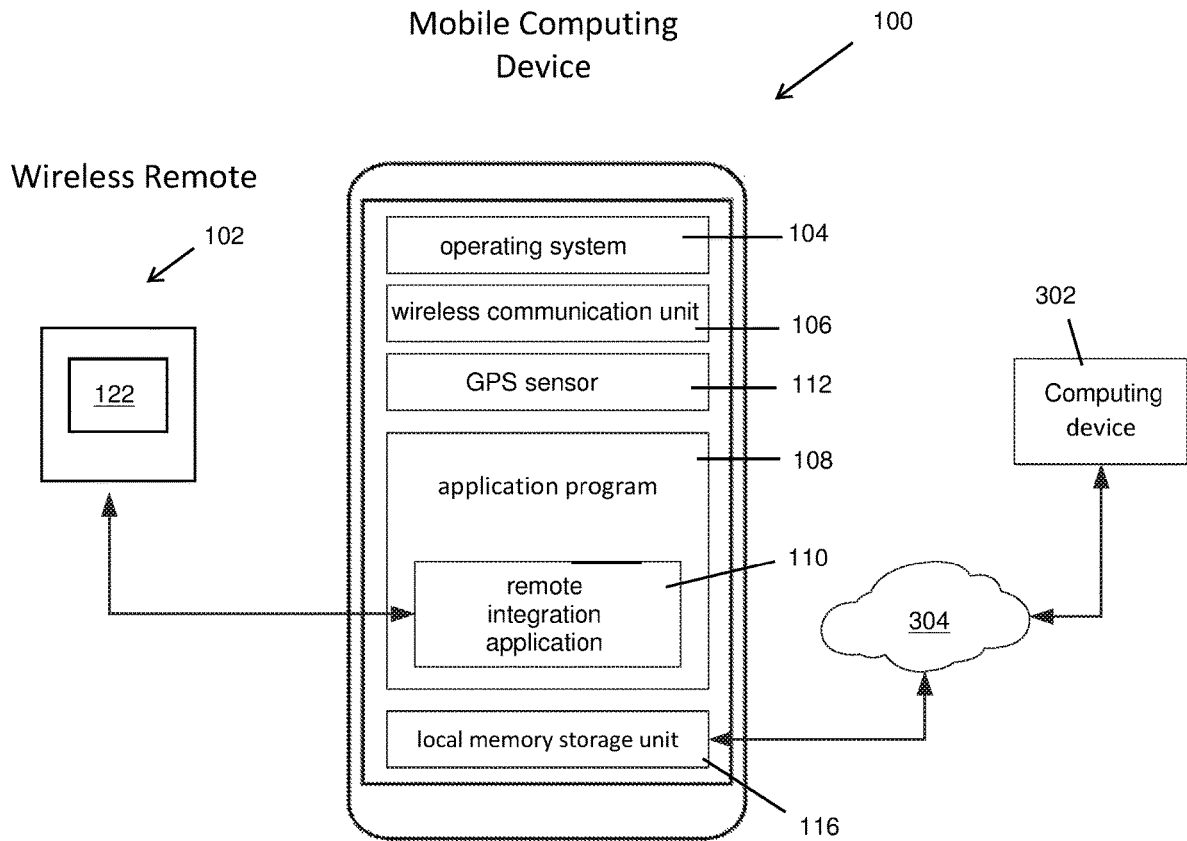 Mobile Computing
Device
100
Wireless Remote
102
operating system
104
wireless communication unit
106
302
122
GPS sensor
112
Computing
device
108
application program
110
remote
integration
application
304
local memory storage unit
116